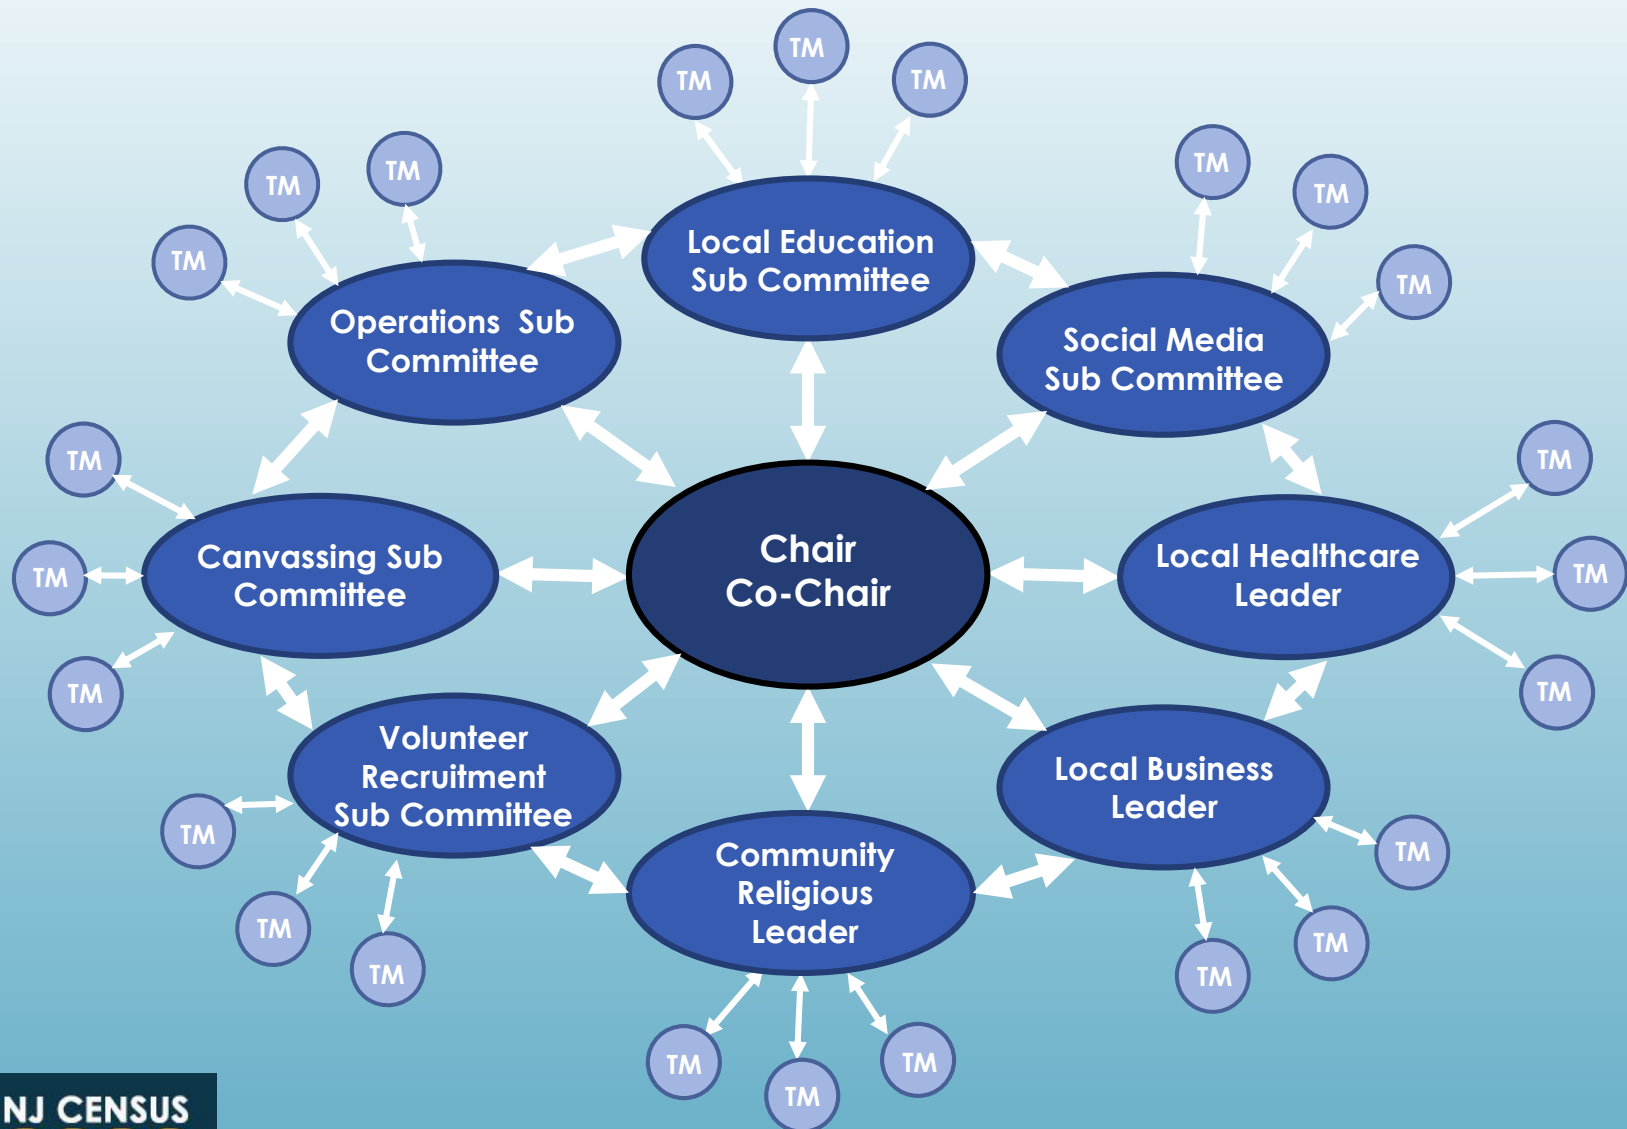 TM
TM
TM
TM
TM
TM
TM
TM
TM
Local Education
Sub Committee
Operations Sub
Committee
Social Media
Sub Committee
TM
TM
TM
Canvassing Sub
Committee
Chair
Co-Chair
Local Healthcare
Leader
TM
TM
TM
Volunteer
Recruitment
Sub Committee
Local Business
Leader
Community
Religious
Leader
TM
TM
TM
TM
TM
TM
TM
TM
TM
NJ CENSUS